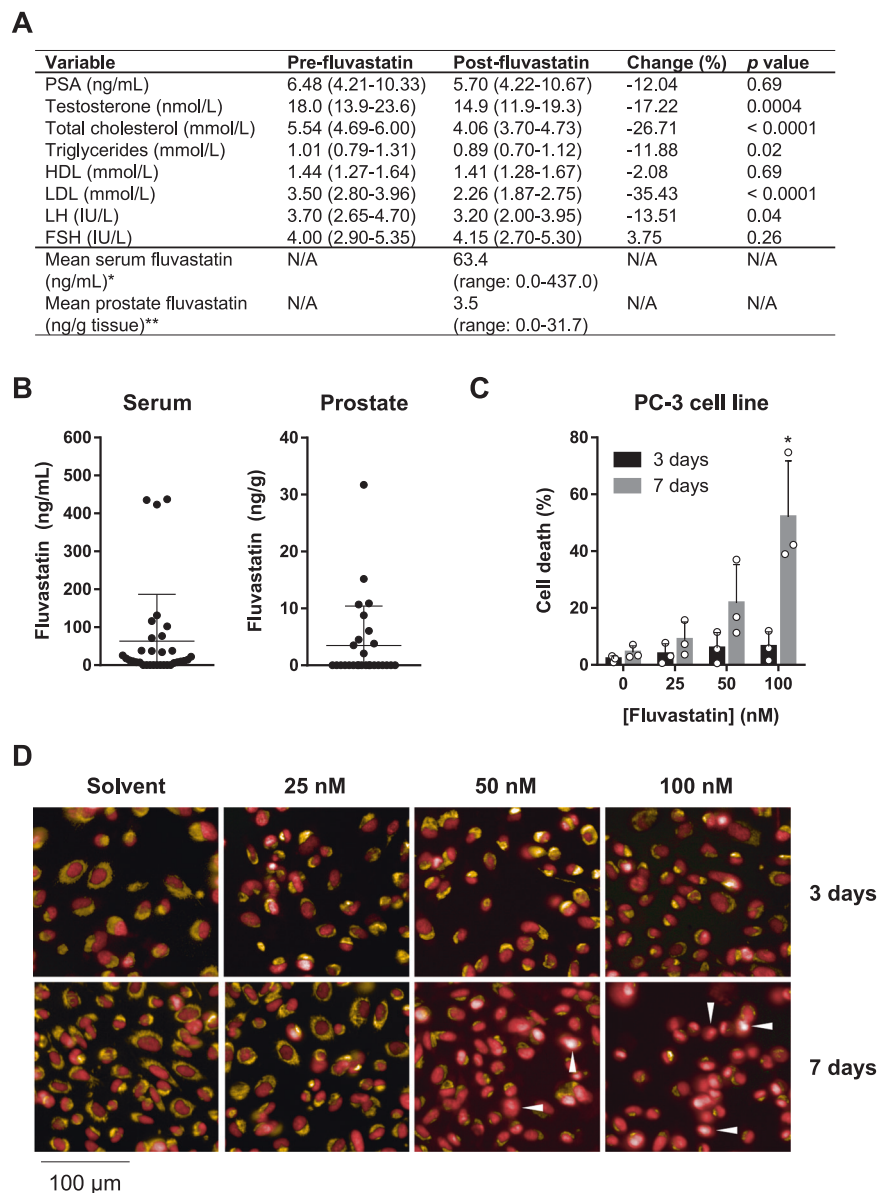 A
Variable Pre-fluvastatin Post-fluvastatin Change (%) p value
PSA (ng/mL) 6.48 (4.21-10.33) 5.70 (4.22-10.67) -12.04 0.69
Testosterone (nmol/L) 18.0 (13.9-23.6) 14.9 (11.9-19.3) -17.22 0.0004
Total cholesterol (mmol/L) 5.54 (4.69-6.00) 4.06 (3.70-4.73) -26.71 < 0.0001
Triglycerides (mmol/L) 1.01 (0.79-1.31) 0.89 (0.70-1.12) -11.88 0.02
HDL (mmol/L) 1.44 (1.27-1.64) 1.41 (1.28-1.67) -2.08 0.69
LDL (mmol/L) 3.50 (2.80-3.96) 2.26 (1.87-2.75) -35.43 < 0.0001
LH (IU/L) 3.70 (2.65-4.70) 3.20 (2.00-3.95) -13.51 0.04
FSH (IU/L) 4.00 (2.90-5.35) 4.15 (2.70-5.30) 3.75 0.26
Mean serum fluvastatin N/A 63.4 N/A N/A
(ng/mL)* (range: 0.0-437.0)
Mean prostate fluvastatin N/A 3.5 N/A N/A
(ng/g tissue)** (range: 0.0-31.7)
B
Serum
Fluvastatin (ng/mL)
600
500
400
300
200
100
0
Prostate
Fluvastatin (ng/g)
40
30
20
10
0
C
PC-3 cell line
Cell death (%)
80
60
40
20
0
3 days
7 days
*
0 25 50 100
[Fluvastatin] (nM)
D
Solvent 25 nM 50 nM 100 nM
3 days
7 days
100 µm